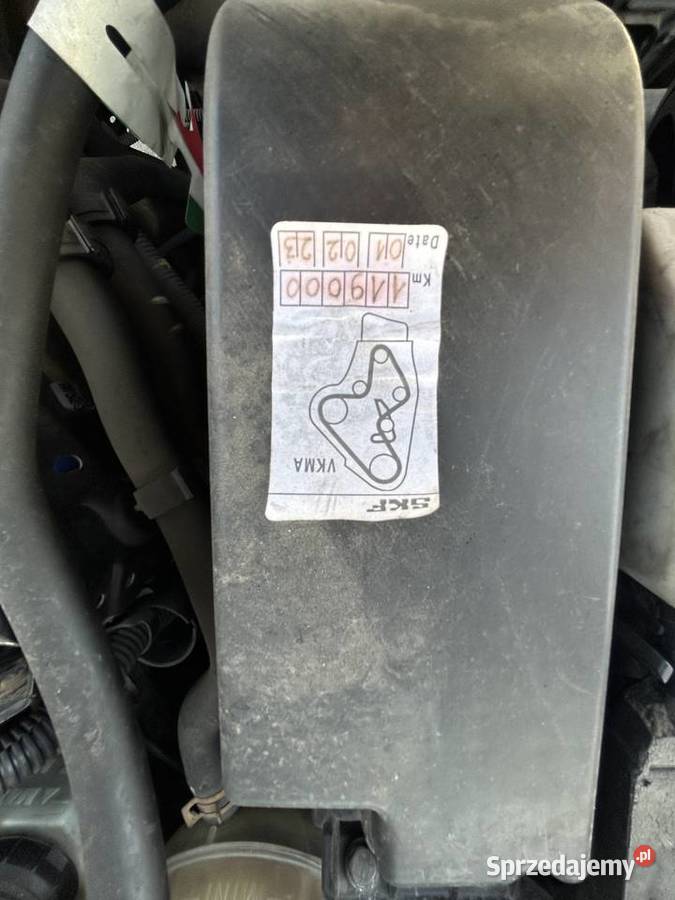 SKF
VKMA
Km 119000
Date 01 02 23
Sprzedajemy.pl